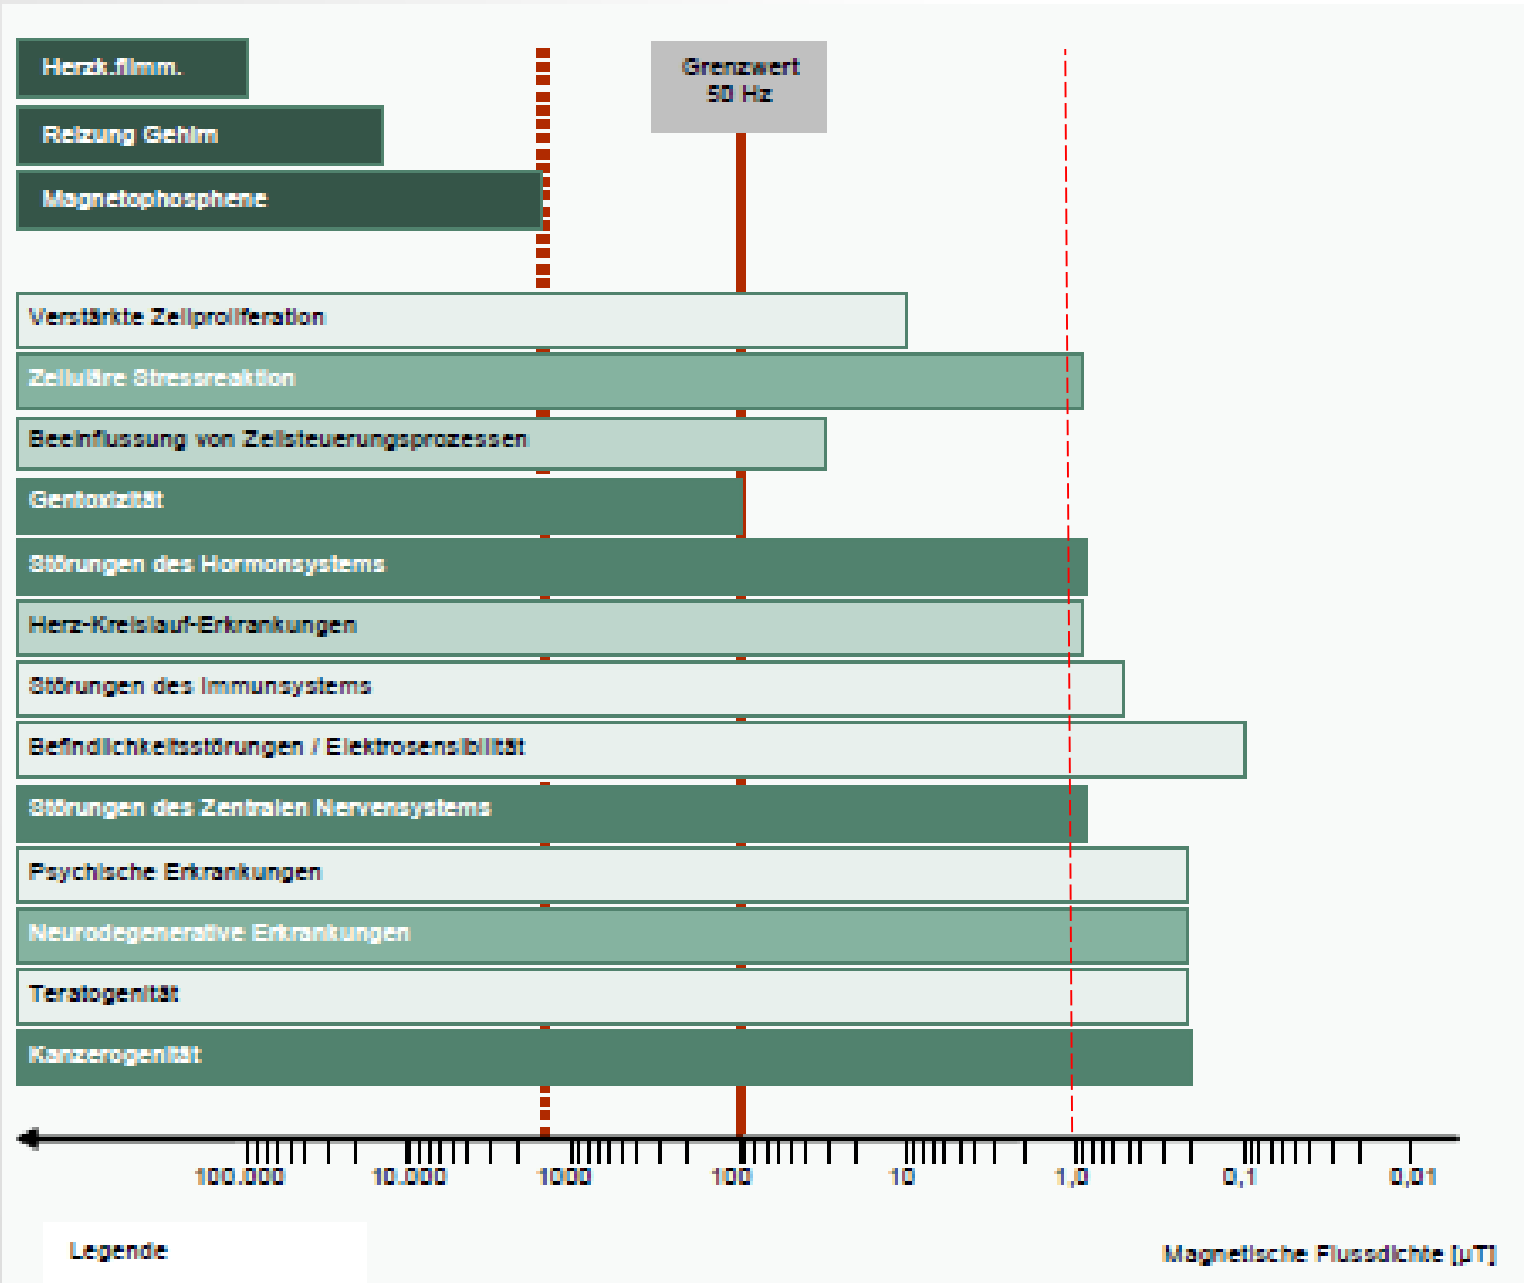 Herzk.flimm.
Grenzwert
50 Hz
Reizung Gehirn
Magnetophosphene
Verstärkte Zellproliferation
Zelluläre Stressreaktion
Beeinflussung von Zellsteuerungsprozessen
Gentoxizität
Störungen des Hormonsystems
Herz-Kreislauf-Erkrankungen
Störungen des Immunsystems
Befindlichkeitsstörungen / Elektrosensibilität
Störungen des Zentralen Nervensystems
Psychische Erkrankungen
Neurodegenerative Erkrankungen
Teratogenität
Kanzerogenität
100.000 10.000 1000 100 10 1,0 0,1 0,01
Legende
Magnetische Flussdichte [µT]